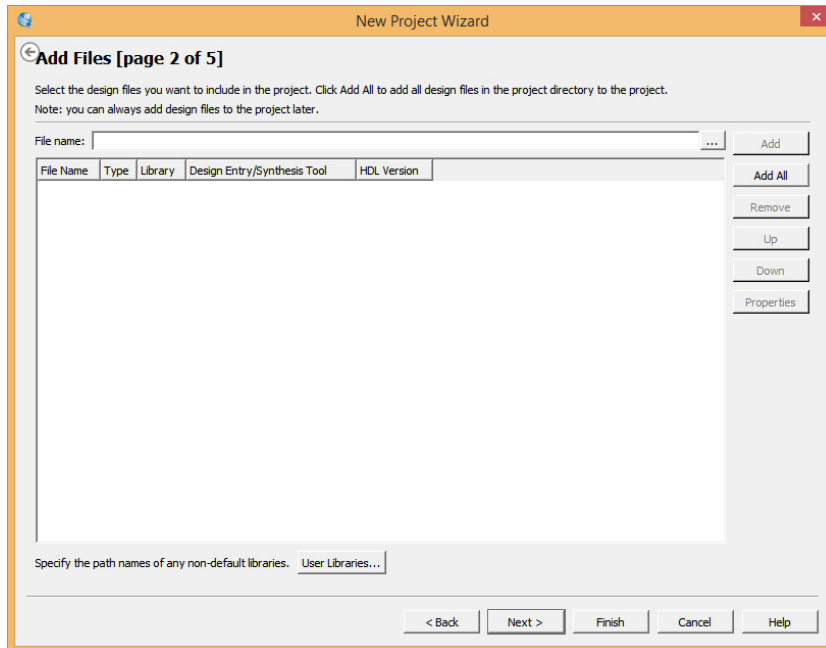 New Project Wizard
Add Files [page 2 of 5]
Select the design files you want to include in the project. Click Add All to add all design files in the project directory to the project.
Note: you can always add design files to the project later.
File name: ... Add
File Name Type Library Design Entry/Synthesis Tool HDL Version Add All
Remove
Up
Down
Properties
Specify the path names of any non-default libraries. User Libraries...
< Back Next > Finish Cancel Help